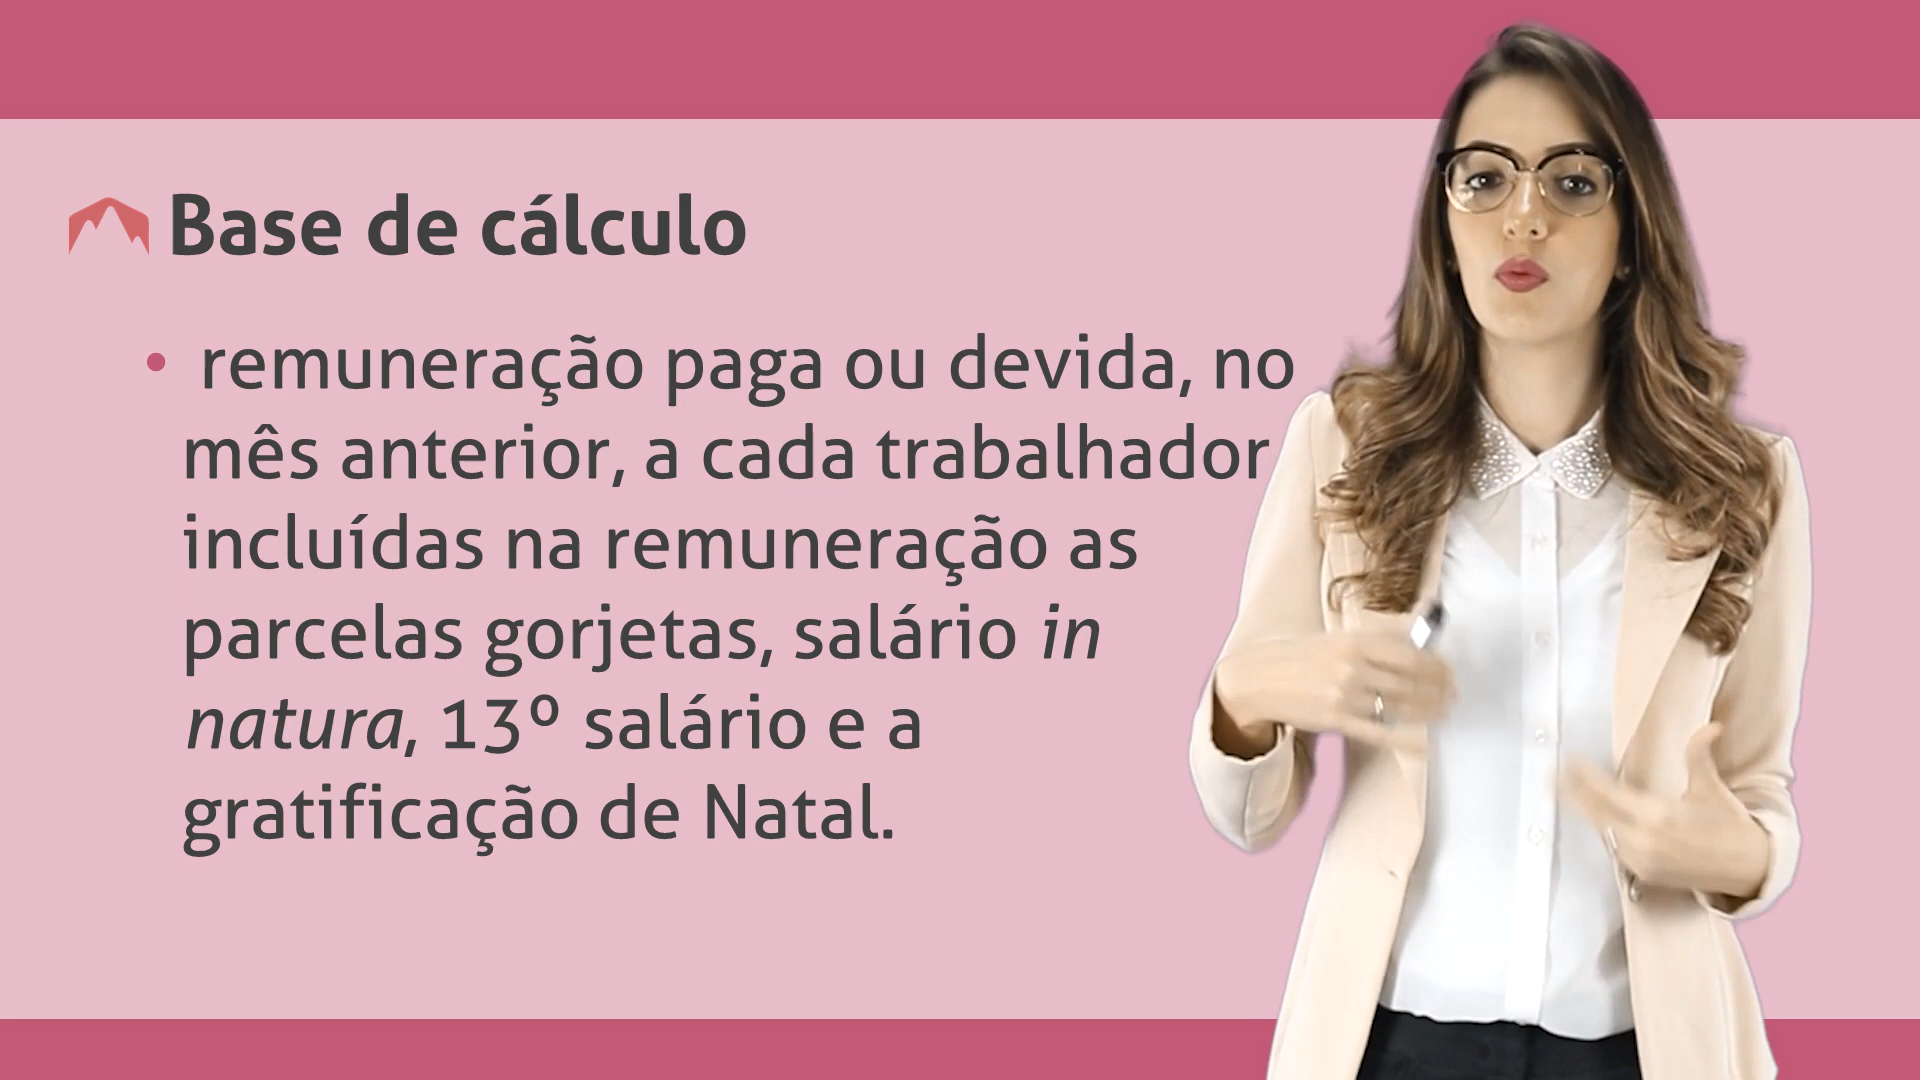 Base de cálculo
• remuneração paga ou devida, no
mês anterior, a cada trabalhador
incluídas na remuneração as
parcelas gorjetas, salário in
natura, 13º salário e a
gratificação de Natal.